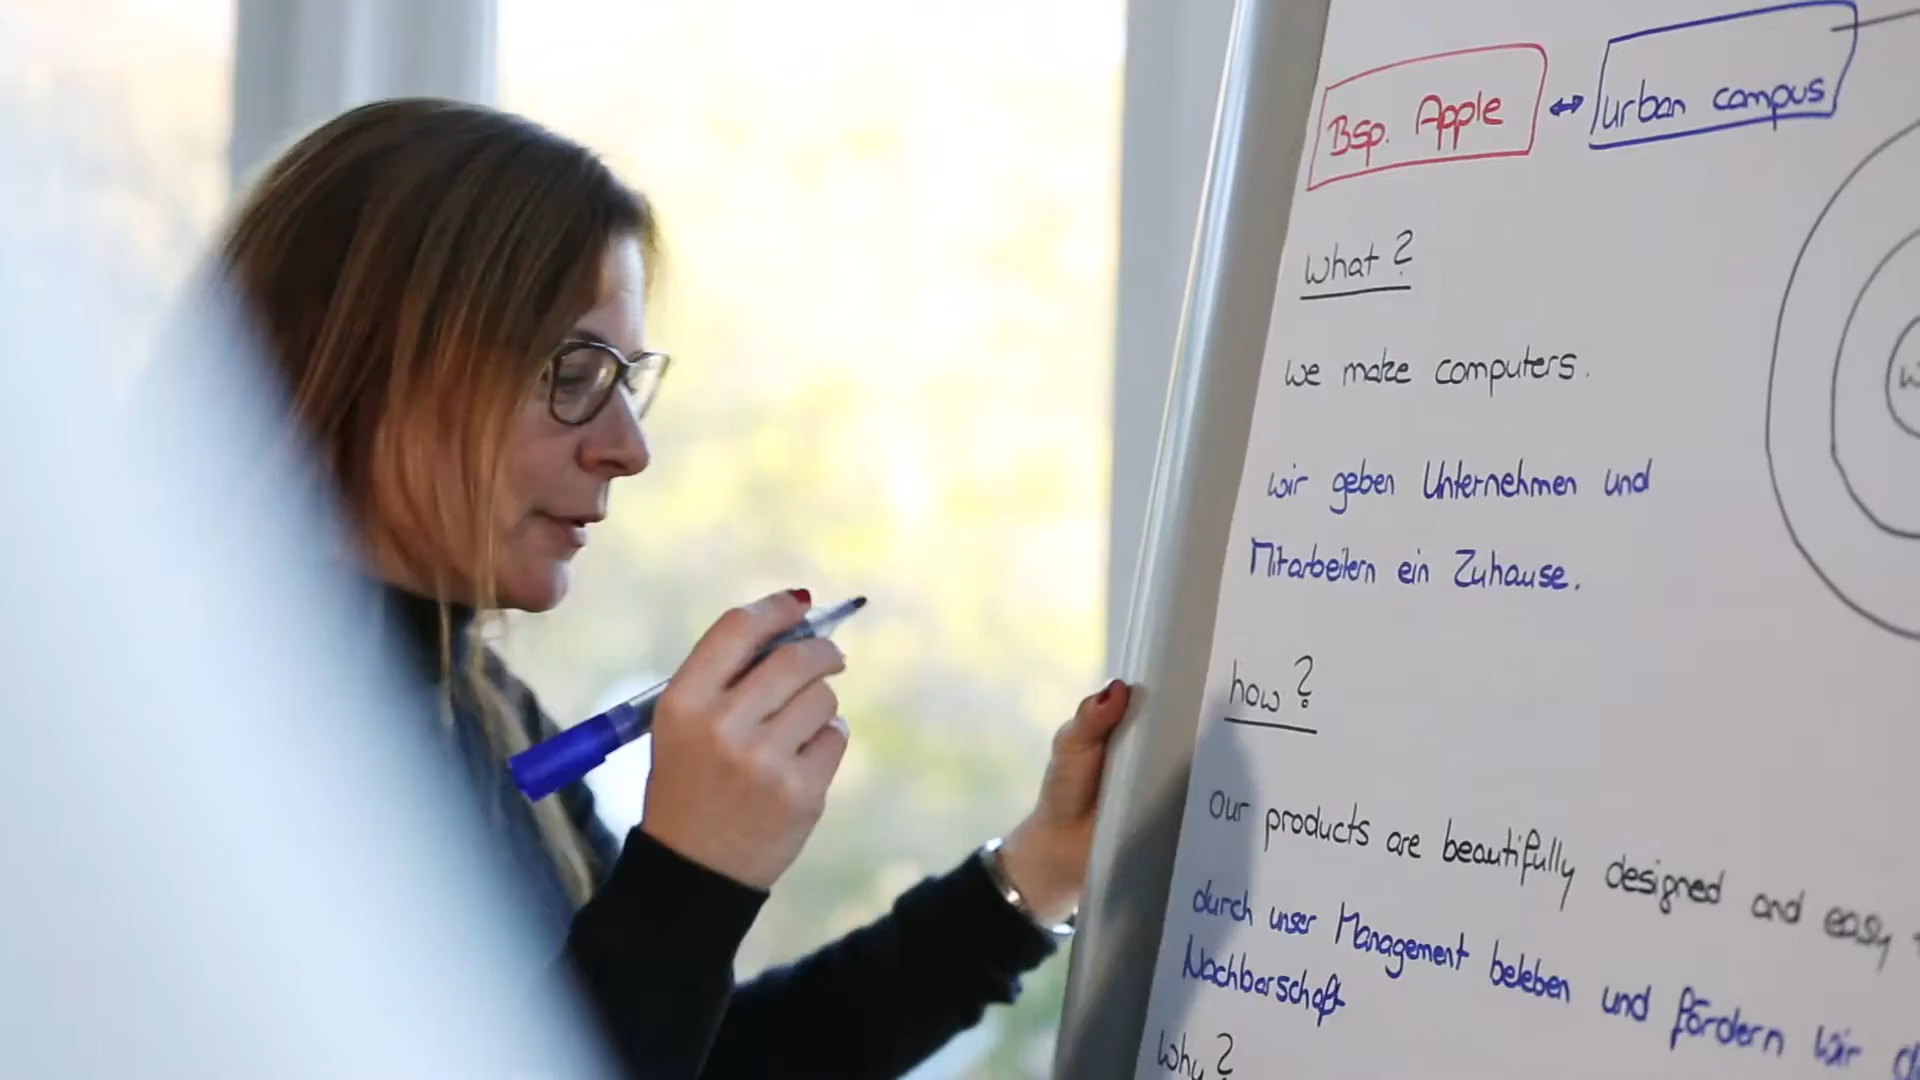 Bsp. Apple ↔ urban campus
What?
We make computers.
Wir geben Unternehmen und
Mitarbeitern ein Zuhause.
how?
Our products are beautifully designed and easy
durch unser Management beleben und fördern wir
Nachbarschaft
Why?